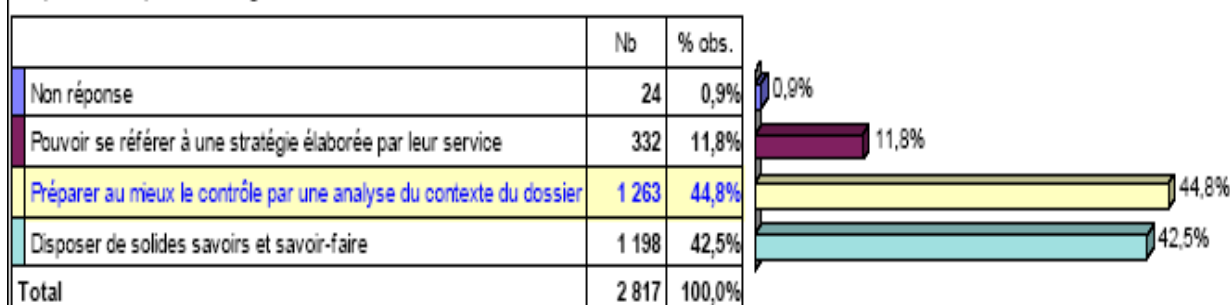 Nb % obs.
Non réponse 24 0,9% 0,9%
Pouvoir se référer à une stratégie élaborée par leur service 332 11,8% 11,8%
Préparer au mieux le contrôle par une analyse du contexte du dossier 1 263 44,8% 44,8%
Disposer de solides savoirs et savoir-faire 1 198 42,5% 42,5%
Total 2 817 100,0%